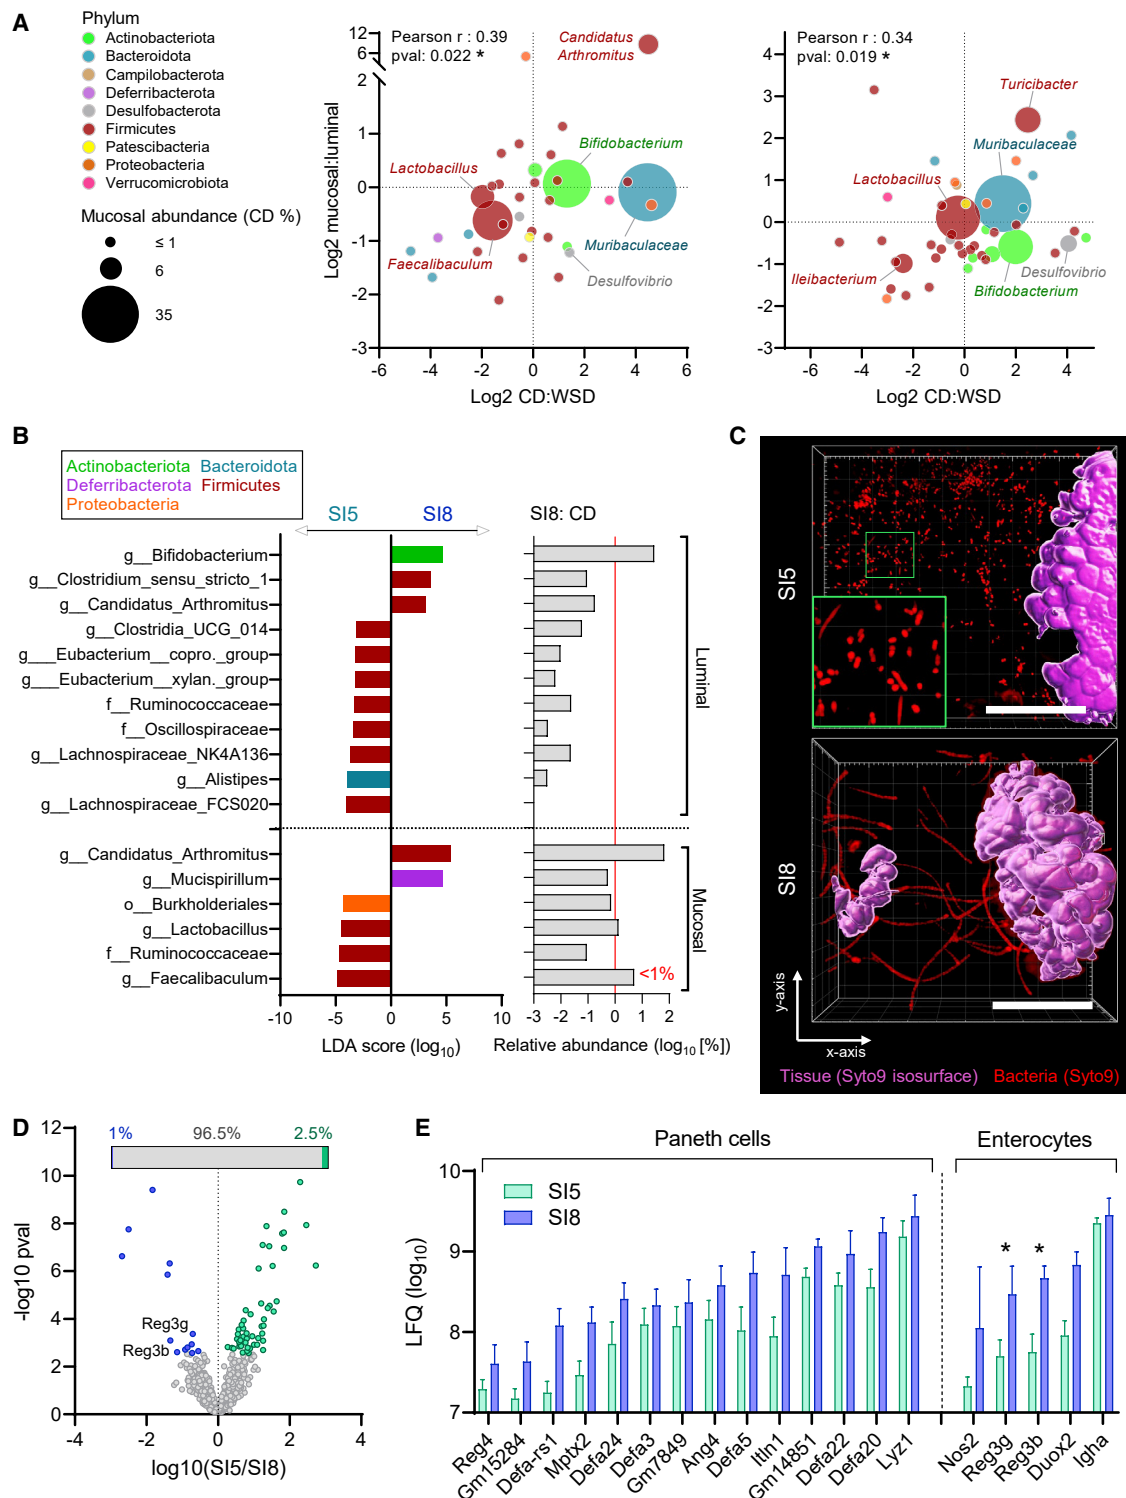 A
Phylum
Actinobacteriota
Bacteroidota
Campilobacterota
Deferribacterota
Desulfobacterota
Firmicutes
Patescibacteria
Proteobacteria
Verrucomicrobiota
Mucosal abundance (CD %)
≤ 1
6
35
Pearson r : 0.39
pval: 0.022 *
Candidatus
Arthromitus
Bifidobacterium
Lactobacillus
Muribaculaceae
Faecalibaculum
Desulfovibrio
12
6
2
1
0
-1
-2
-3
Log2 mucosal:luminal
-6 -4 -2 0 2 4 6
Log2 CD:WSD
Pearson r : 0.34
pval: 0.019 *
Turicibacter
Muribaculaceae
Lactobacillus
Ileibacterium
Desulfovibrio
Bifidobacterium
4
3
2
1
0
-1
-2
-3
-6 -4 -2 0 2 4
Log2 CD:WSD
B
Actinobacteriota Bacteroidota
Deferribacterota Firmicutes
Proteobacteria
SI5 SI8
SI8: CD
g__Bifidobacterium
g__Clostridium_sensu_stricto_1
g__Candidatus_Arthromitus
g__Clostridia_UCG_014
g___Eubacterium__copro._group
g___Eubacterium__xylan._group
f__Ruminococcaceae
f__Oscillospiraceae
g__Lachnospiraceae_NK4A136
g__Alistipes
g__Lachnospiraceae_FCS020
Luminal
g__Candidatus_Arthromitus
g__Mucispirillum
o__Burkholderiales
g__Lactobacillus
f__Ruminococcaceae
g__Faecalibaculum
<1%
Mucosal
-10 -5 0 5 10
LDA score (log10)
-3 -2 -1 0 1 2
Relative abundance (log10 [%])
C
SI5
SI8
y-axis
x-axis
Tissue (Syto9 isosurface) Bacteria (Syto9)
D
1% 96.5% 2.5%
12
10
8
6
4
2
0
-log10 pval
Reg3g
Reg3b
-4 -2 0 2 4
log10(SI5/SI8)
E
Paneth cells Enterocytes
SI5
SI8
10
9
8
7
LFQ (log10)
* *
Reg4
Gm15284
Defa-rs1
Mptx2
Defa24
Defa3
Gm7849
Ang4
Defa5
Itln1
Gm14851
Defa22
Defa20
Lyz1
Nos2
Reg3g
Reg3b
Duox2
Igha